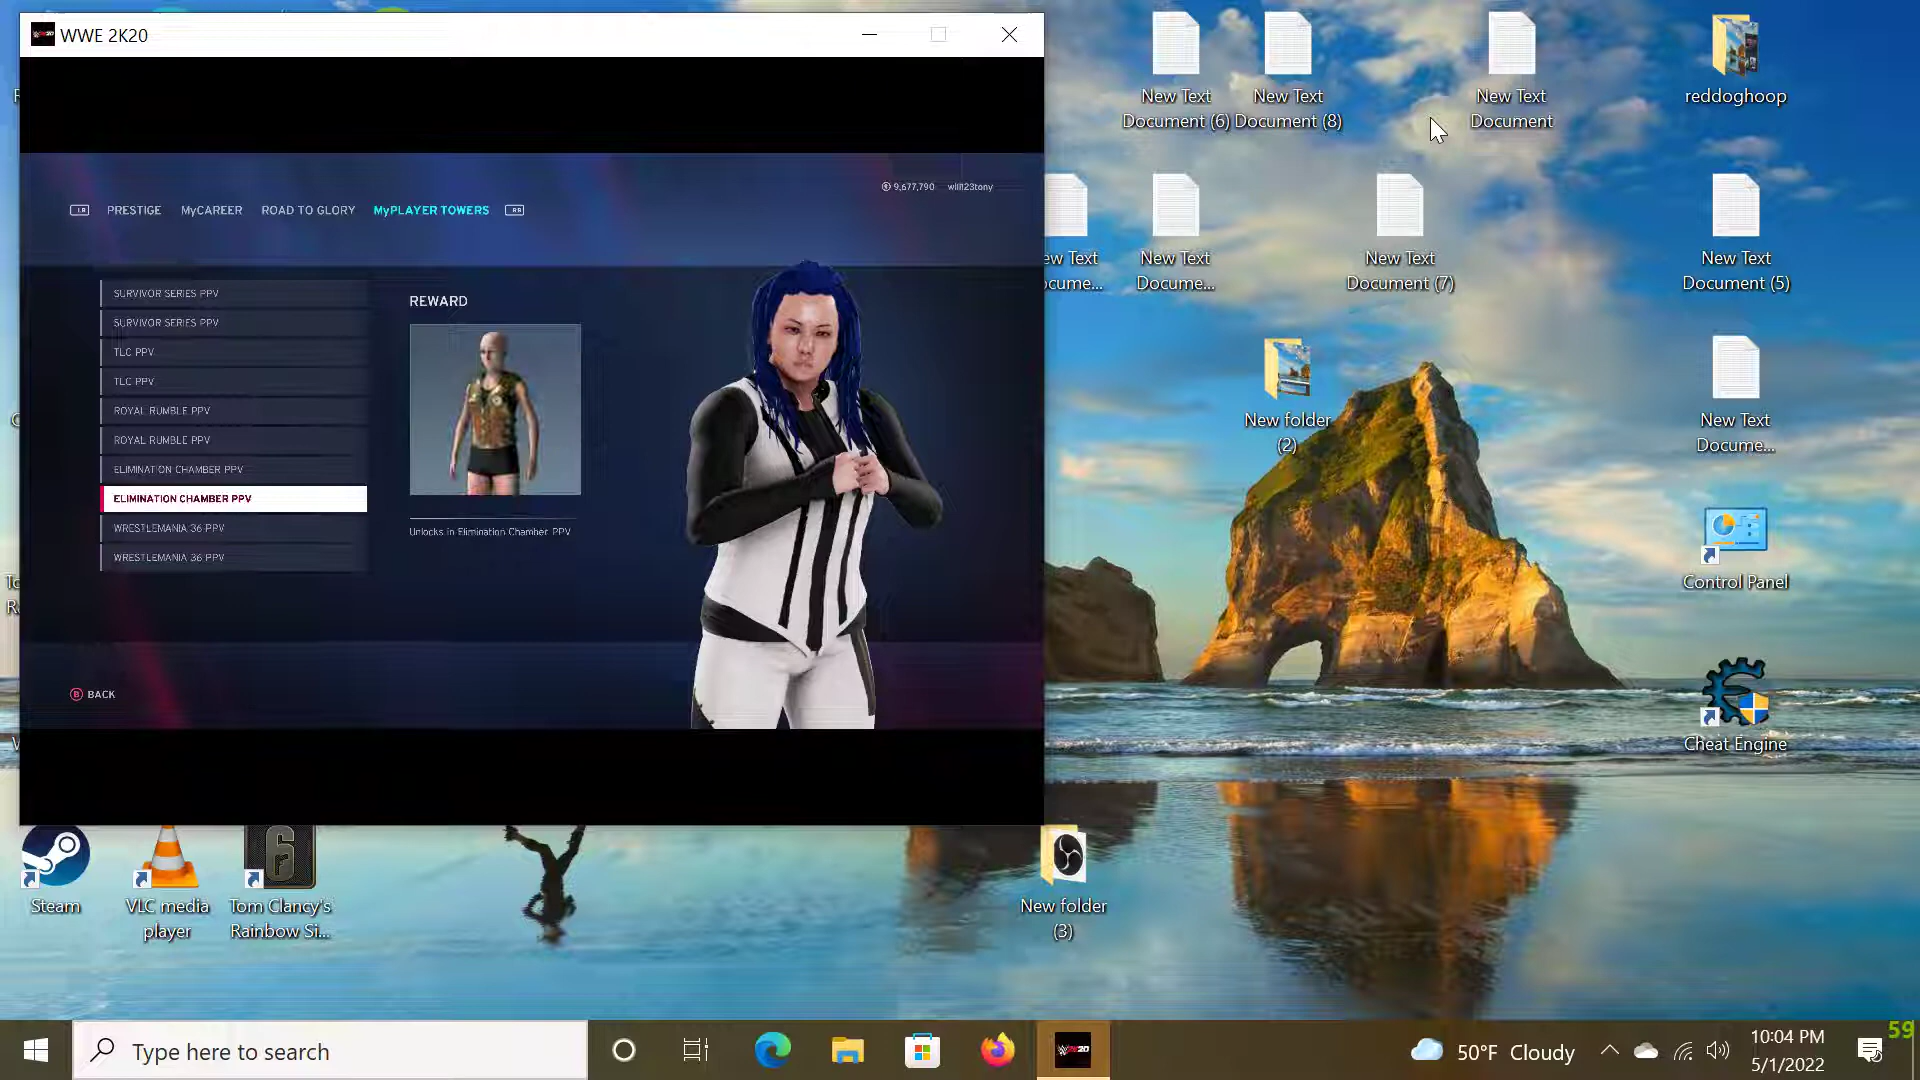 WWE 2K20
9,677,790 will123tony
LB PRESTIGE MyCAREER ROAD TO GLORY MyPLAYER TOWERS RB
SURVIVOR SERIES PPV
SURVIVOR SERIES PPV
TLC PPV
TLC PPV
ROYAL RUMBLE PPV
ROYAL RUMBLE PPV
ELIMINATION CHAMBER PPV
ELIMINATION CHAMBER PPV
WRESTLEMANIA 36 PPV
WRESTLEMANIA 36 PPV
REWARD
Unlocks in Elimination Chamber PPV
B BACK
New Text
Document (6)
New Text
Document (8)
New Text
Document
reddoghoop
New Text
Docume...
New Text
Document (7)
New Text
Document (5)
New folder
(2)
New Text
Docume...
Control Panel
Cheat Engine
Steam
VLC media
player
Tom Clancy's
Rainbow Si...
6
New folder
(3)
Type here to search
50°F Cloudy
10:04 PM
5/1/2022
59